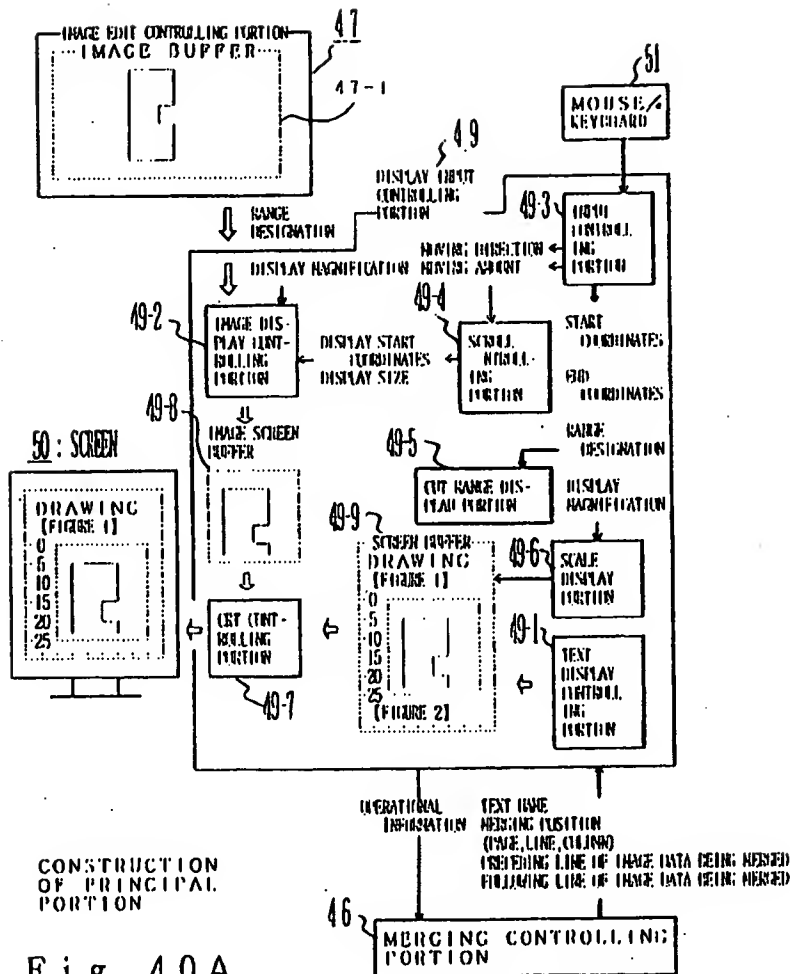 IMAGE EDIT CONTROLLING PORTION
IMAGE BUFFER
47
47-1
51
MOUSE/
KEYBOARD
49
DISPLAY INPUT
CONTROLLING
PORTION
49-3
INPUT
CONTROLL
ING
PORTION
RANGE
DESIGNATION
MOVING DIRECTION
DISPLAY MAGNIFICATION
MOVING AMOUNT
49-2
IMAGE DIS-
PLAY CONT-
ROLLING
PORTION
49-4
SCROLL
NTROLL-
ING
PORTION
DISPLAY START
COORDINATES
DISPLAY SIZE
START
COORDINATES
END
COORDINATES
49-8
IMAGE SCREEN
BUFFER
RANGE
DESIGNATION
49-5
CUT RANGE DIS-
PLAY PORTION
DISPLAY
MAGNIFICATION
50 : SCREEN
DRAWING
[FIGURE 1]
0
5
10
15
20
25
49-9
SCREEN BUFFER
DRAWING
[FIGURE 1]
0
5
10
15
20
25
[FIGURE 2]
49-6
SCALE
DISPLAY
PORTION
CRT CONT-
ROLLING
PORTION
49-7
49-1
TEXT
DISPLAY
CONTROLL
ING
PORTION
OPERATIONAL
INFORMATION
TEXT NAME
MERGING POSITION
(PAGE, LINE, COLUMN)
PRECEDING LINE OF IMAGE DATA BEING MERGED
FOLLOWING LINE OF IMAGE DATA BEING MERGED
CONSTRUCTION
OF PRINCIPAL
PORTION
46
MERGING CONTROLLING
PORTION
Fig. 40A